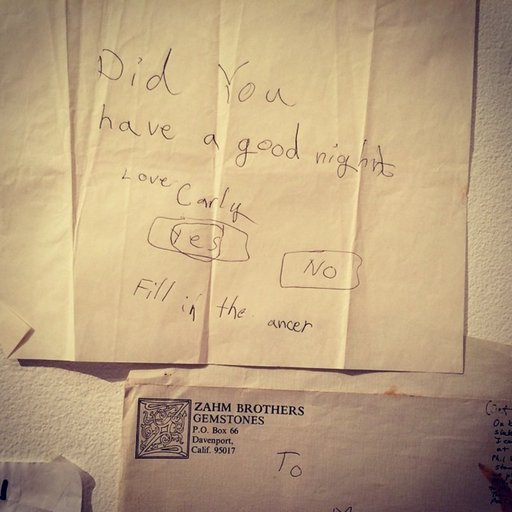 Did You
have a good night
Love Carly
Yes
No
Fill in the ancer
ZAHM BROTHERS
GEMSTONES
P.O. Box 66
Davenport,
Calif. 95017
To